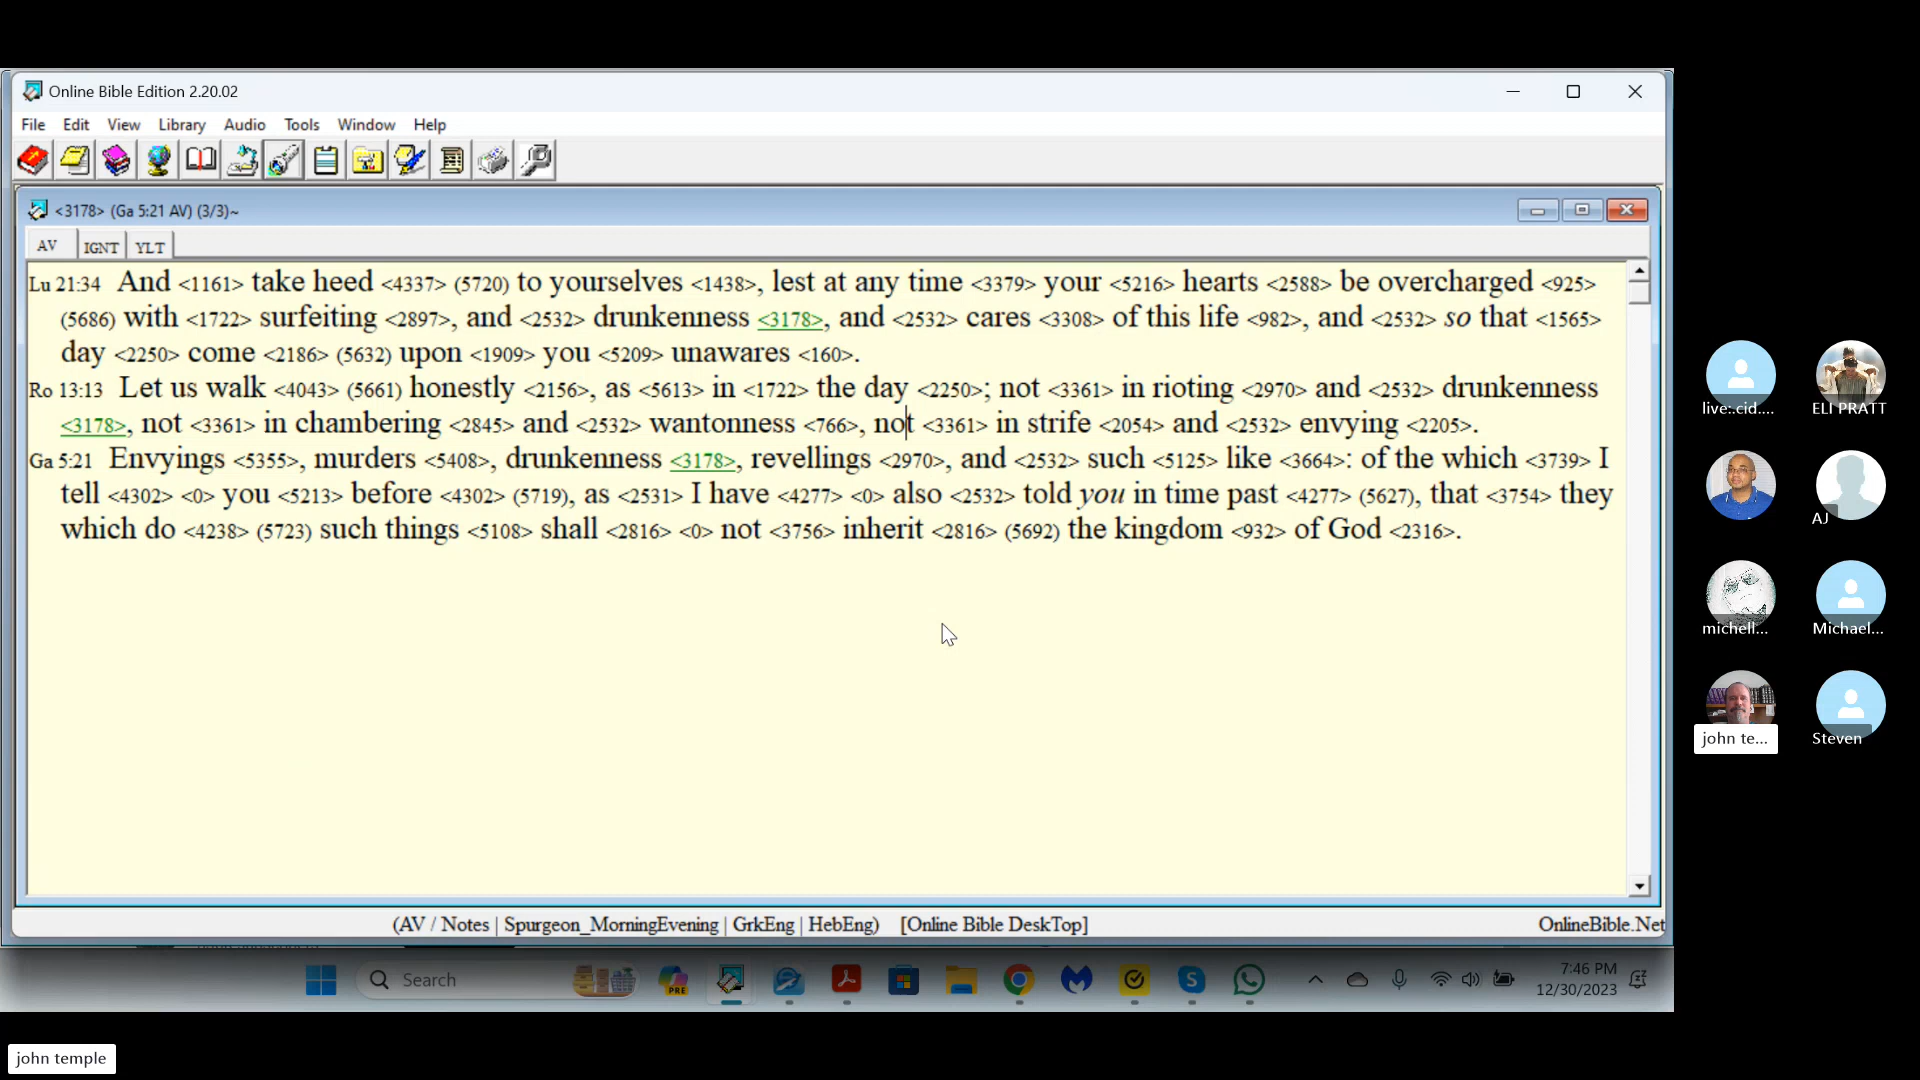 Online Bible Edition 2.20.02
File Edit View Library Audio Tools Window Help
<3178> (Ga 5:21 AV) (3/3)~
AV IGNT YLT
Lu 21:34 And <1161> take heed <4337> (5720) to yourselves <1438>, lest at any time <3379> your <5216> hearts <2588> be overcharged <925>
(5686) with <1722> surfeiting <2897>, and <2532> drunkenness <3178>, and <2532> cares <3308> of this life <982>, and <2532> so that <1565>
day <2250> come <2186> (5632) upon <1909> you <5209> unawares <160>.
Ro 13:13 Let us walk <4043> (5661) honestly <2156>, as <5613> in <1722> the day <2250>; not <3361> in rioting <2970> and <2532> drunkenness
<3178>, not <3361> in chambering <2845> and <2532> wantonness <766>, not <3361> in strife <2054> and <2532> envying <2205>.
Ga 5:21 Envyings <5355>, murders <5408>, drunkenness <3178>, revellings <2970>, and <2532> such <5125> like <3664>: of the which <3739> I
tell <4302> <0> you <5213> before <4302> (5719), as <2531> I have <4277> <0> also <2532> told you in time past <4277> (5627), that <3754> they
which do <4238> (5723) such things <5108> shall <2816> <0> not <3756> inherit <2816> (5692) the kingdom <932> of God <2316>.
(AV / Notes | Spurgeon_MorningEvening | GrkEng | HebEng) [Online Bible DeskTop]
OnlineBible.Net
Search
PRE
7:46 PM
12/30/2023
live:.cid....
ELI PRATT
AJ
michell...
Michael...
john te...
Steven
john temple